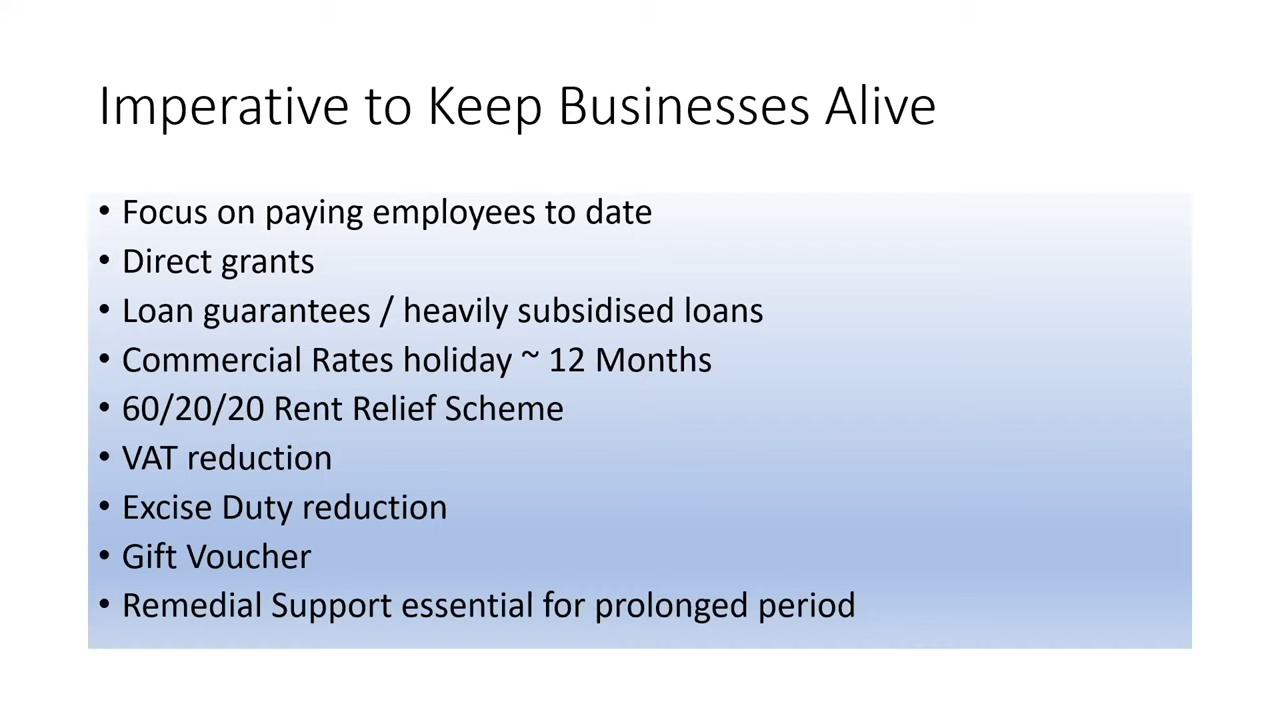 Imperative to Keep Businesses Alive
• Focus on paying employees to date
• Direct grants
• Loan guarantees / heavily subsidised loans
• Commercial Rates holiday ~ 12 Months
• 60/20/20 Rent Relief Scheme
• VAT reduction
• Excise Duty reduction
• Gift Voucher
• Remedial Support essential for prolonged period